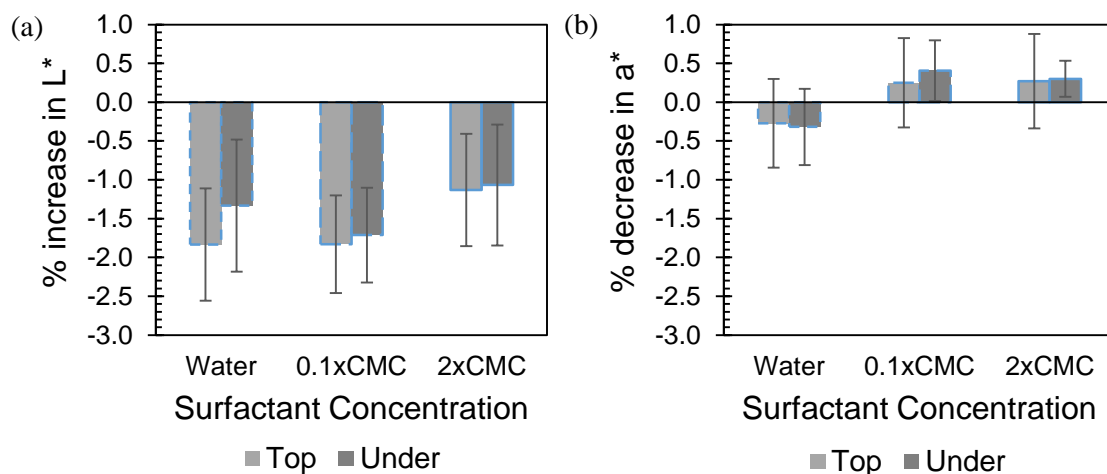 (a)
% increase in L*
1.0
0.5
0.0
-0.5
-1.0
-1.5
-2.0
-2.5
-3.0
Water 0.1xCMC 2xCMC
Surfactant Concentration
Top Under
(b)
% decrease in a*
1.0
0.5
0.0
-0.5
-1.0
-1.5
-2.0
-2.5
-3.0
Water 0.1xCMC 2xCMC
Surfactant Concentration
Top Under